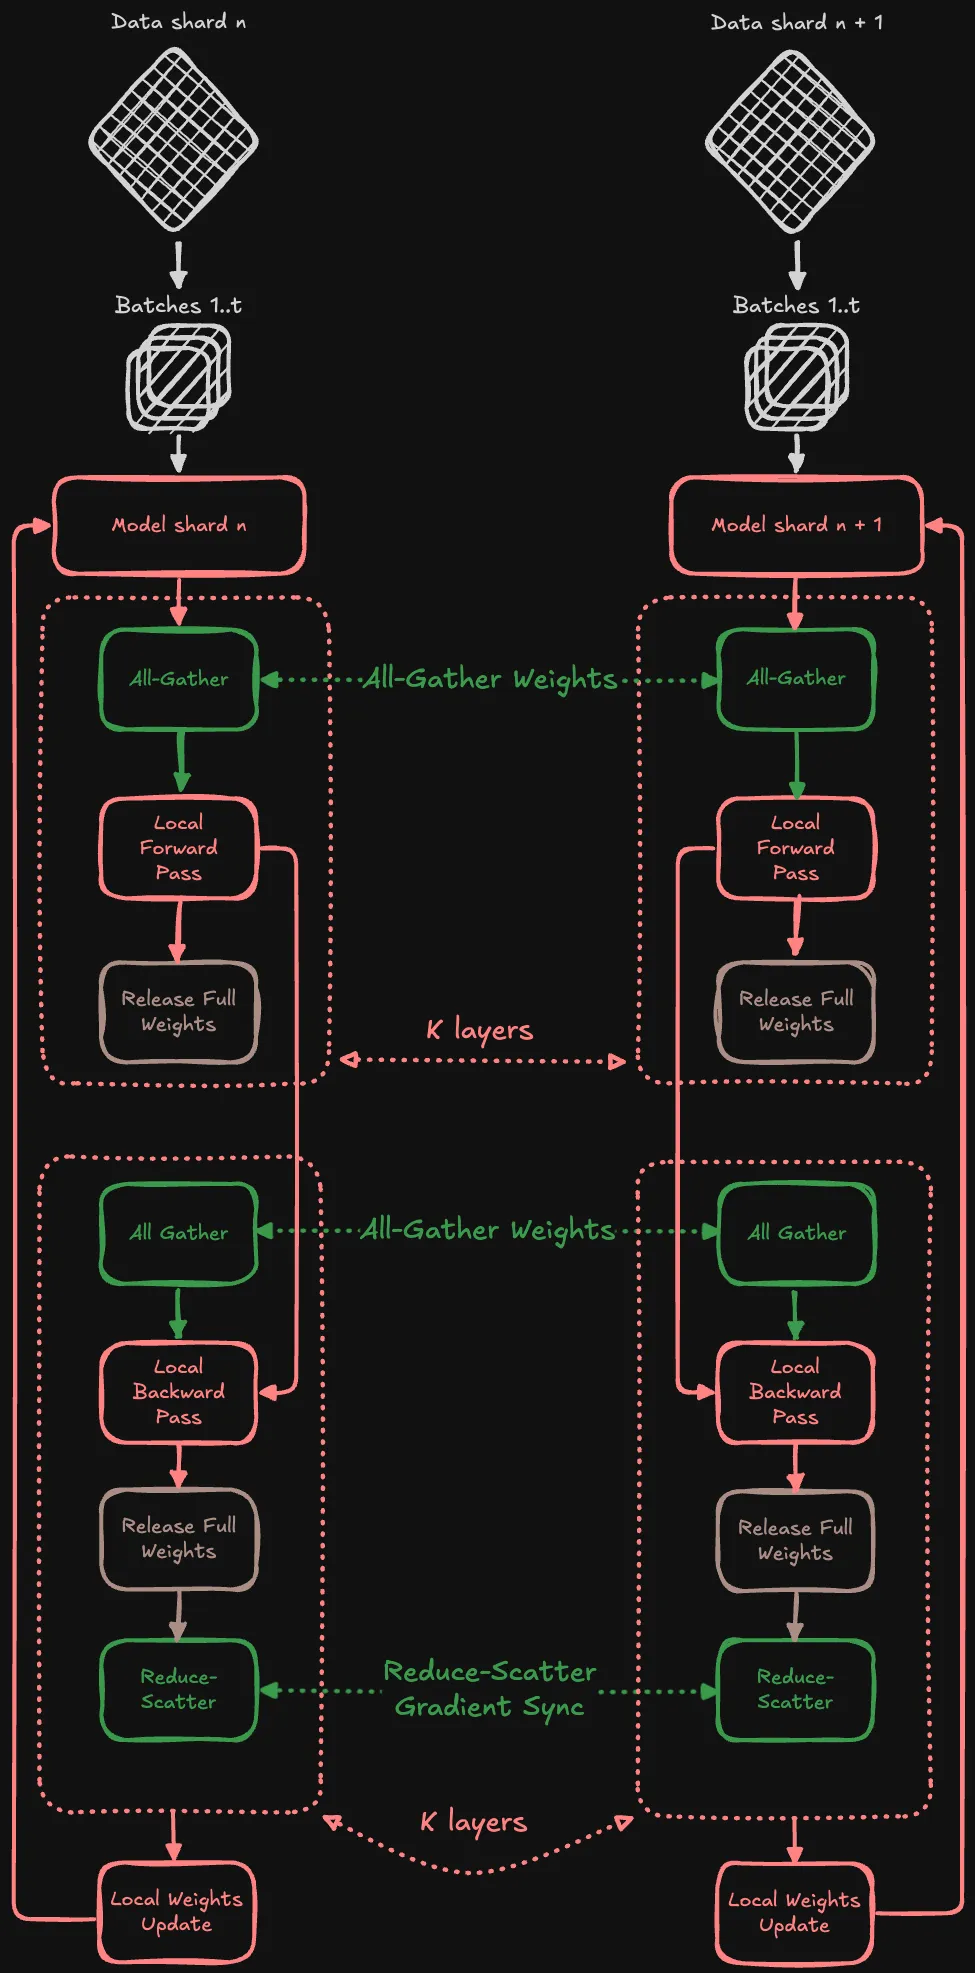 Data shard n
Data shard n + 1
Batches 1..t
Batches 1..t
Model shard n
Model shard n + 1
All-Gather
All-Gather Weights
All-Gather
Local
Forward
Pass
Local
Forward
Pass
Release Full
Weights
Release Full
Weights
K layers
All Gather
All-Gather Weights
All Gather
Local
Backward
Pass
Local
Backward
Pass
Release Full
Weights
Release Full
Weights
Reduce-
Scatter
Reduce-Scatter
Gradient Sync
Reduce-
Scatter
K layers
Local Weights
Update
Local Weights
Update